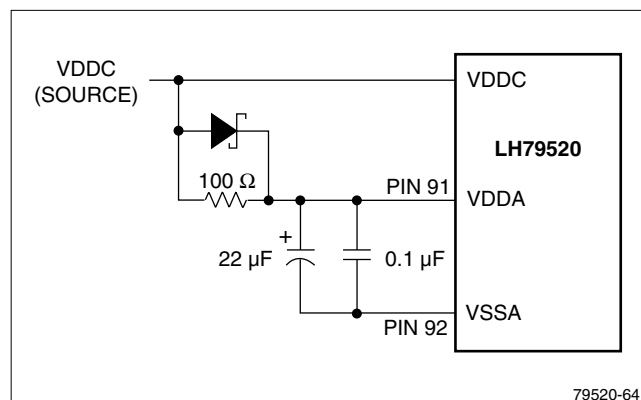 VDDC
(SOURCE)
VDDC
LH79520
100 Ω
PIN 91
VDDA
+
22 µF
0.1 µF
PIN 92
VSSA
79520-64